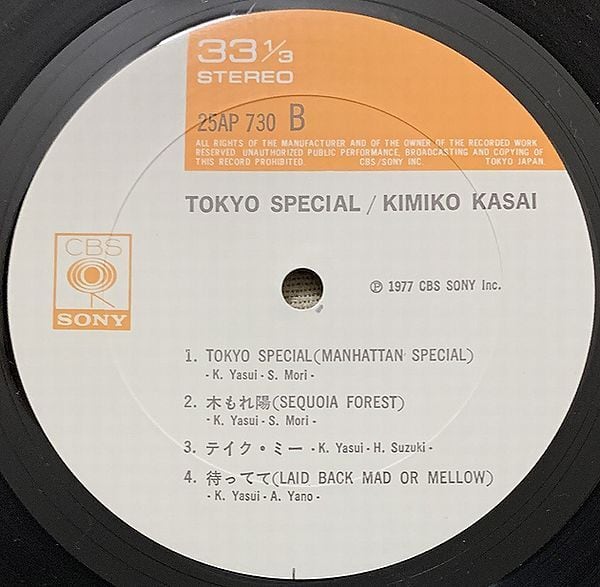 33 1/3
STEREO
25AP 730 B
ALL RIGHTS OF THE MANUFACTURER AND OF THE OWNER OF THE RECORDED WORK
RESERVED. UNAUTHORIZED PUBLIC PERFORMANCE, BROADCASTING AND COPYING OF
THIS RECORD PROHIBITED. CBS/SONY INC. TOKYO JAPAN.
TOKYO SPECIAL / KIMIKO KASAI
CBS
SONY
℗ 1977 CBS SONY Inc.
1. TOKYO SPECIAL(MANHATTAN SPECIAL)
- K. Yasui - S. Mori -
2. 木もれ陽(SEQUOIA FOREST)
- K. Yasui - S. Mori -
3. テイク・ミー - K. Yasui - H. Suzuki -
4. 待ってて(LAID BACK MAD OR MELLOW)
- K. Yasui - A. Yano -